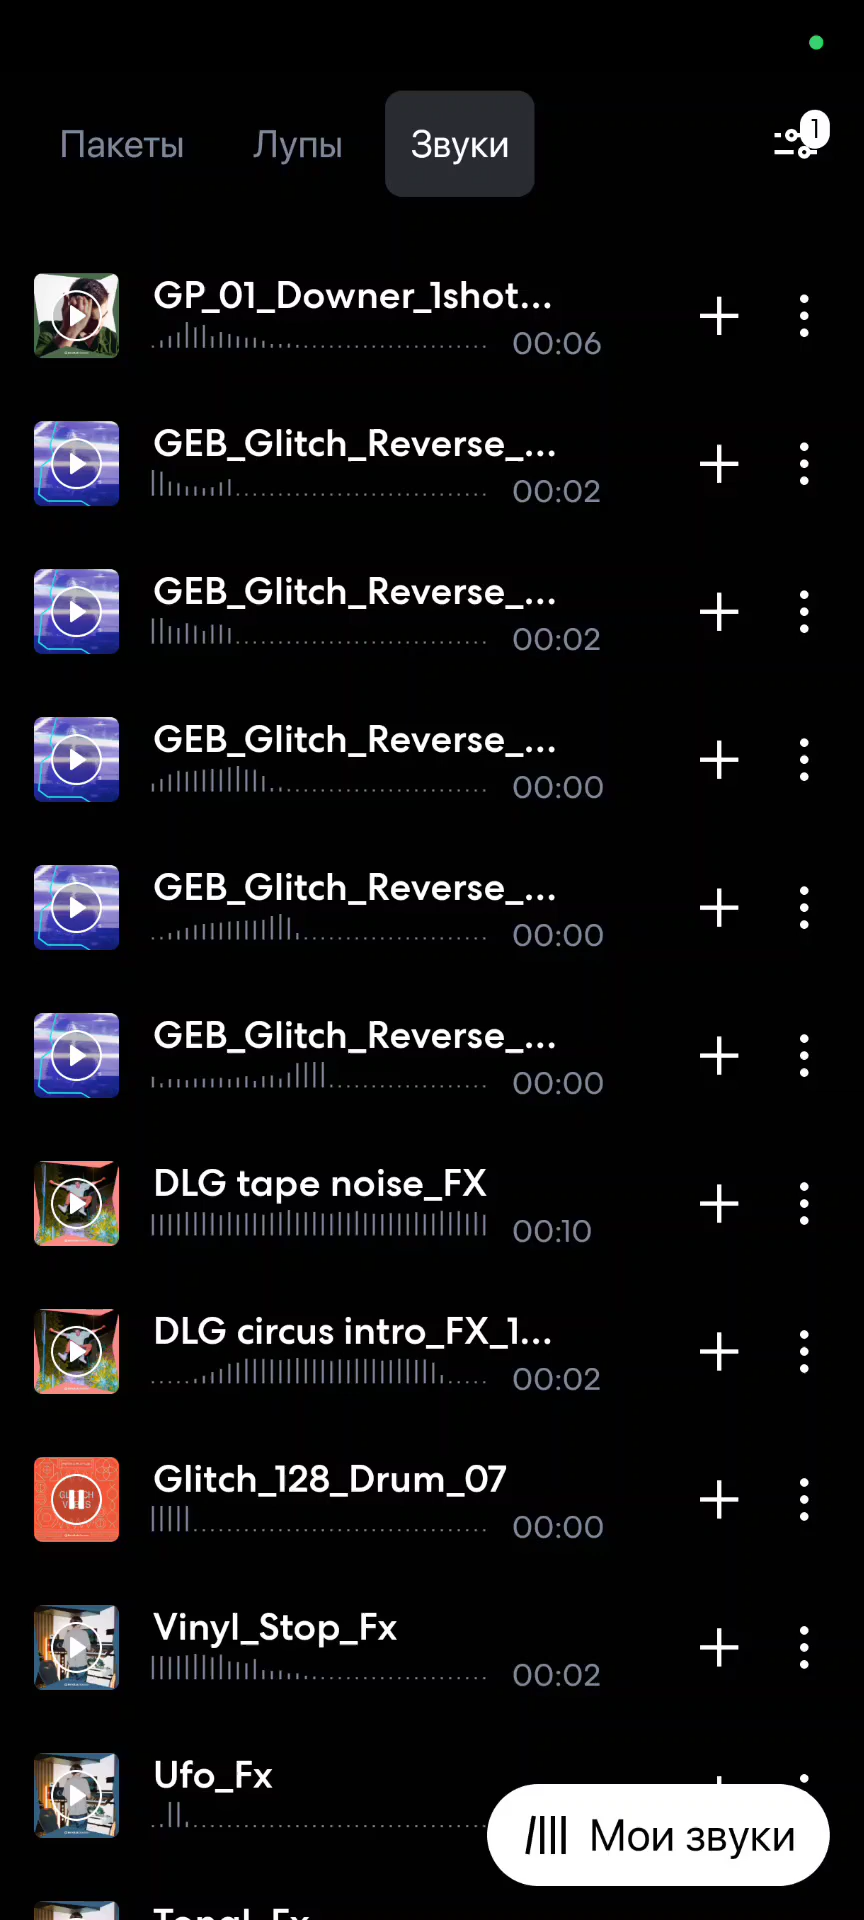 Пакеты Лупы Звуки 1
GP_01_Downer_1shot...
00:06
GEB_Glitch_Reverse_...
00:02
GEB_Glitch_Reverse_...
00:02
GEB_Glitch_Reverse_...
00:00
GEB_Glitch_Reverse_...
00:00
GEB_Glitch_Reverse_...
00:00
DLG tape noise_FX
00:10
DLG circus intro_FX_1...
00:02
Glitch_128_Drum_07
00:00
Vinyl_Stop_Fx
00:02
Ufo_Fx
Мои звуки
Tonal_Fx